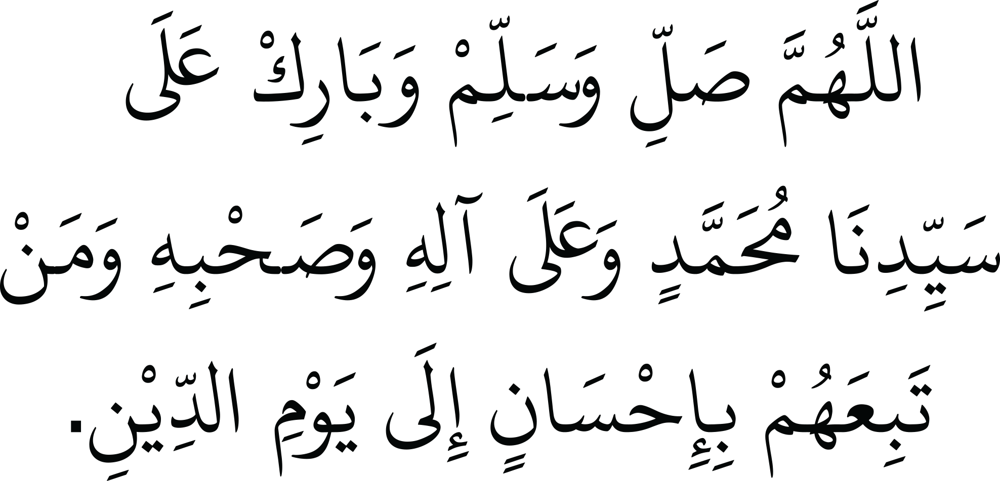 اللَّهُمَّ صَلِّ وَسَلِّمْ وَبَارِكْ عَلَى
سَيِّدِنَا مُحَمَّدٍ وَعَلَى آلِهِ وَصَحْبِهِ وَمَنْ
تَبِعَهُمْ بِإِحْسَانٍ إِلَى يَوْمِ الدِّيْنِ.